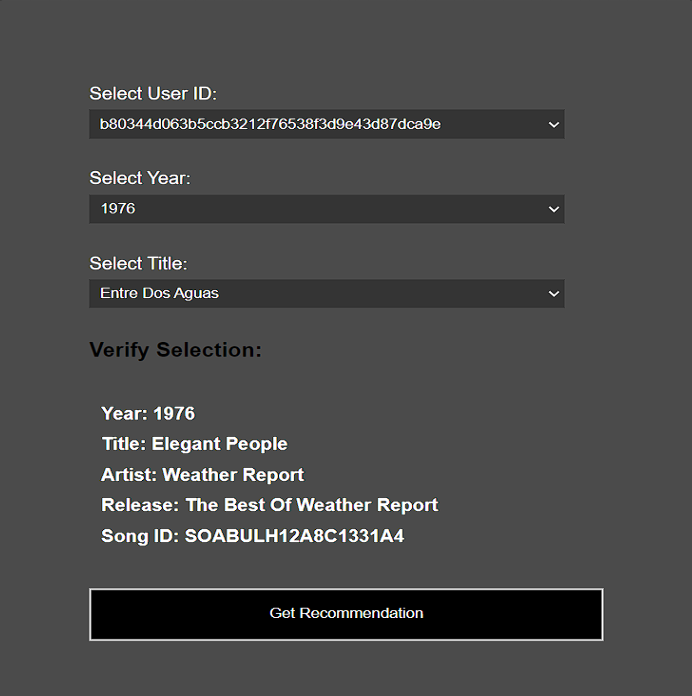 Select User ID:
b80344d063b5ccb3212f76538f3d9e43d87dca9e
Select Year:
1976
Select Title:
Entre Dos Aguas
Verify Selection:
Year: 1976
Title: Elegant People
Artist: Weather Report
Release: The Best Of Weather Report
Song ID: SOABULH12A8C1331A4
Get Recommendation